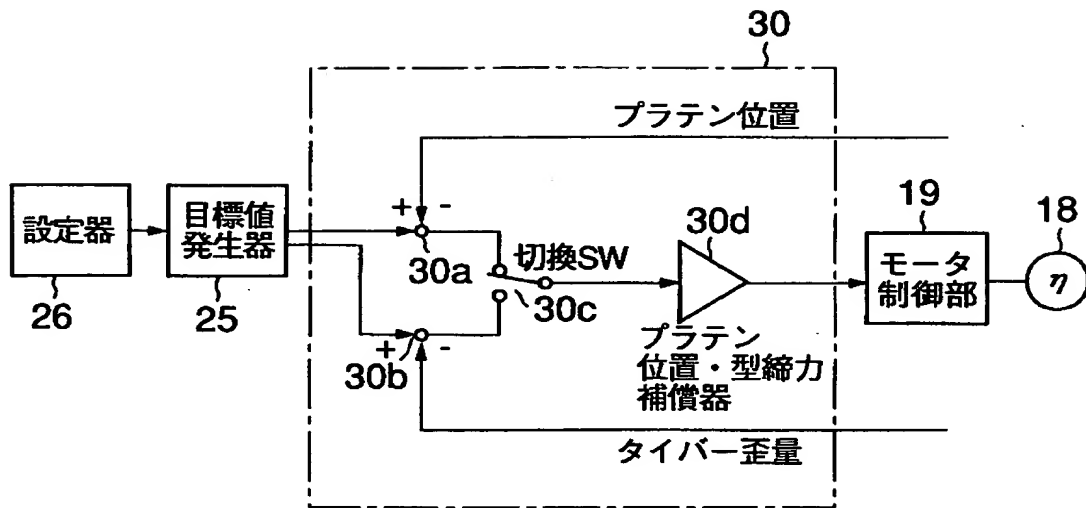 30
プラテン位置
設定器
26
目標値
発生器
25
+ -
30a
切換SW
30c
+ -
30b
30d
プラテン
位置・型締力
補償器
タイバー歪量
19
モータ
制御部
18
η